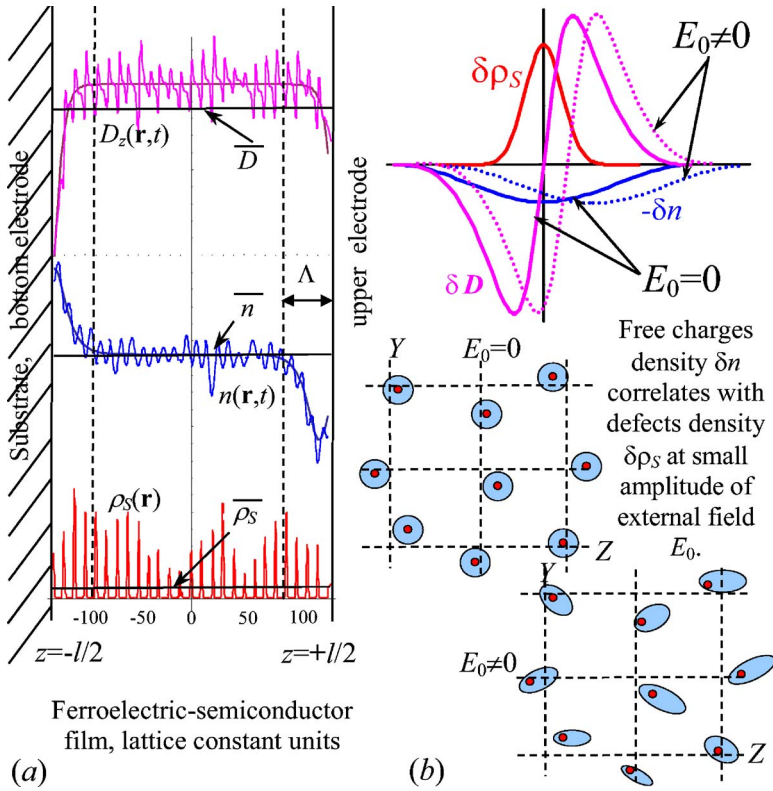 Substrate, bottom electrode
D_z(r,t)
D̅
n̅
Λ
n(r,t)
ρ_S(r)
ρ_S̅
-100 -50 0 50 100
z=-l/2 z=+l/2
Ferroelectric-semiconductor
film, lattice constant units
(a)
upper electrode
δρ_S
E_0≠0
-δn
δD
E_0=0
Y E_0=0
Z
Free charges
density δn
correlates with
defects density
δρ_S at small
amplitude of
external field
E_0.
Y
E_0≠0
Z
(b)